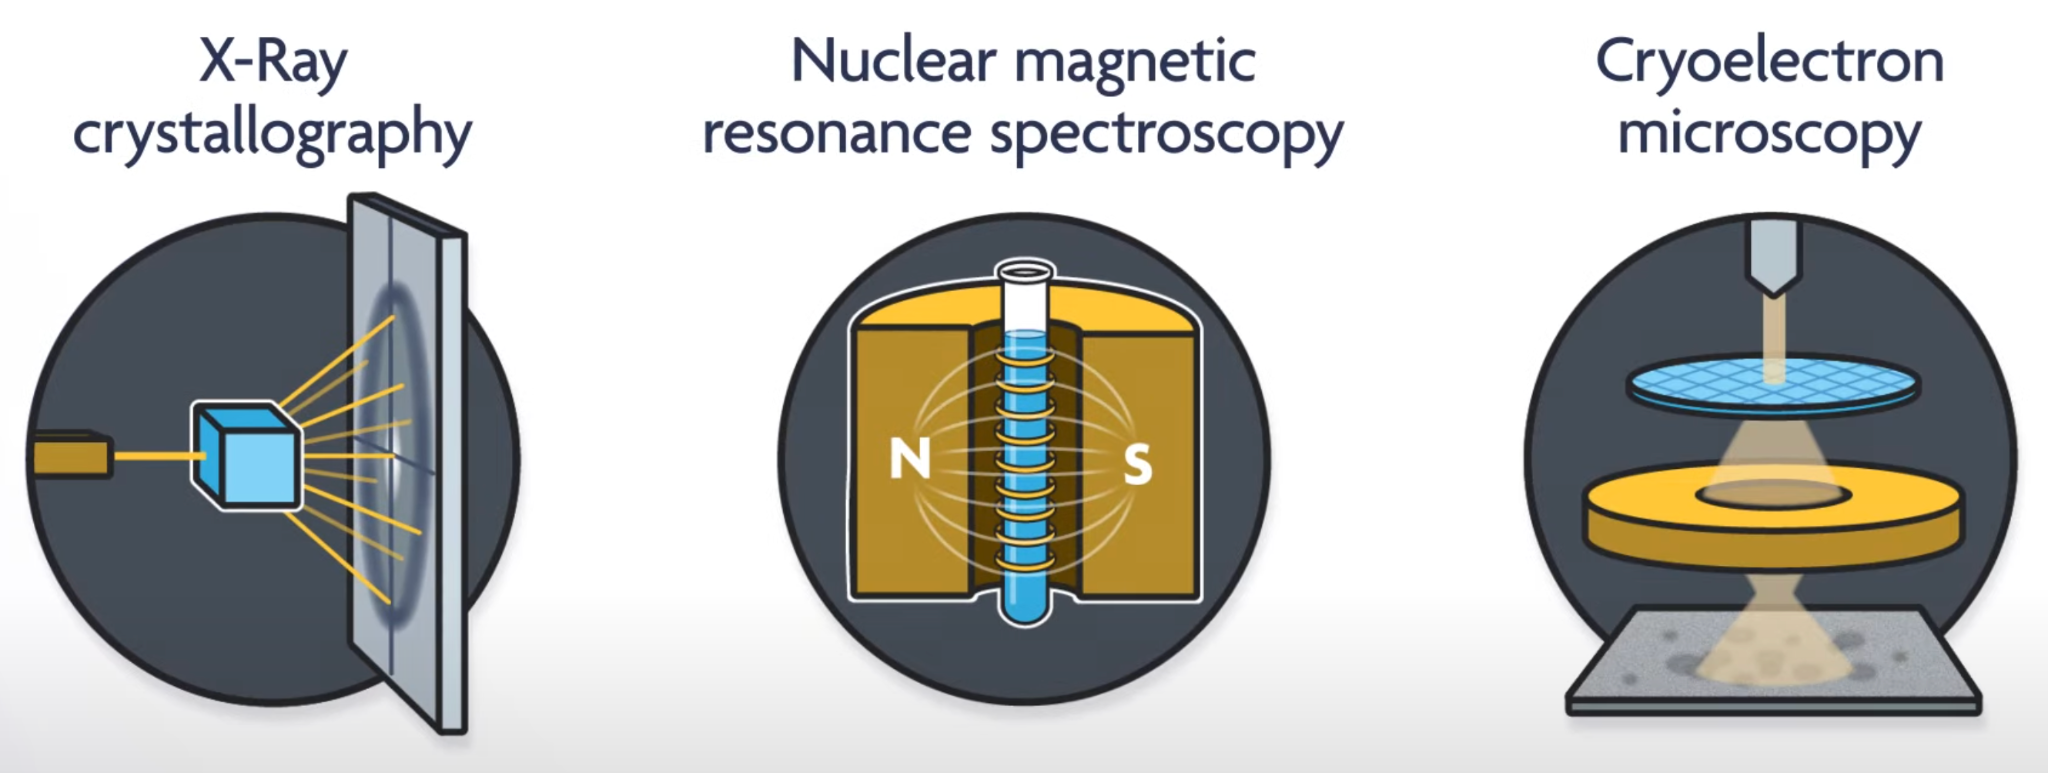 X-Ray
crystallography
Nuclear magnetic
resonance spectroscopy
Cryoelectron
microscopy
N
S